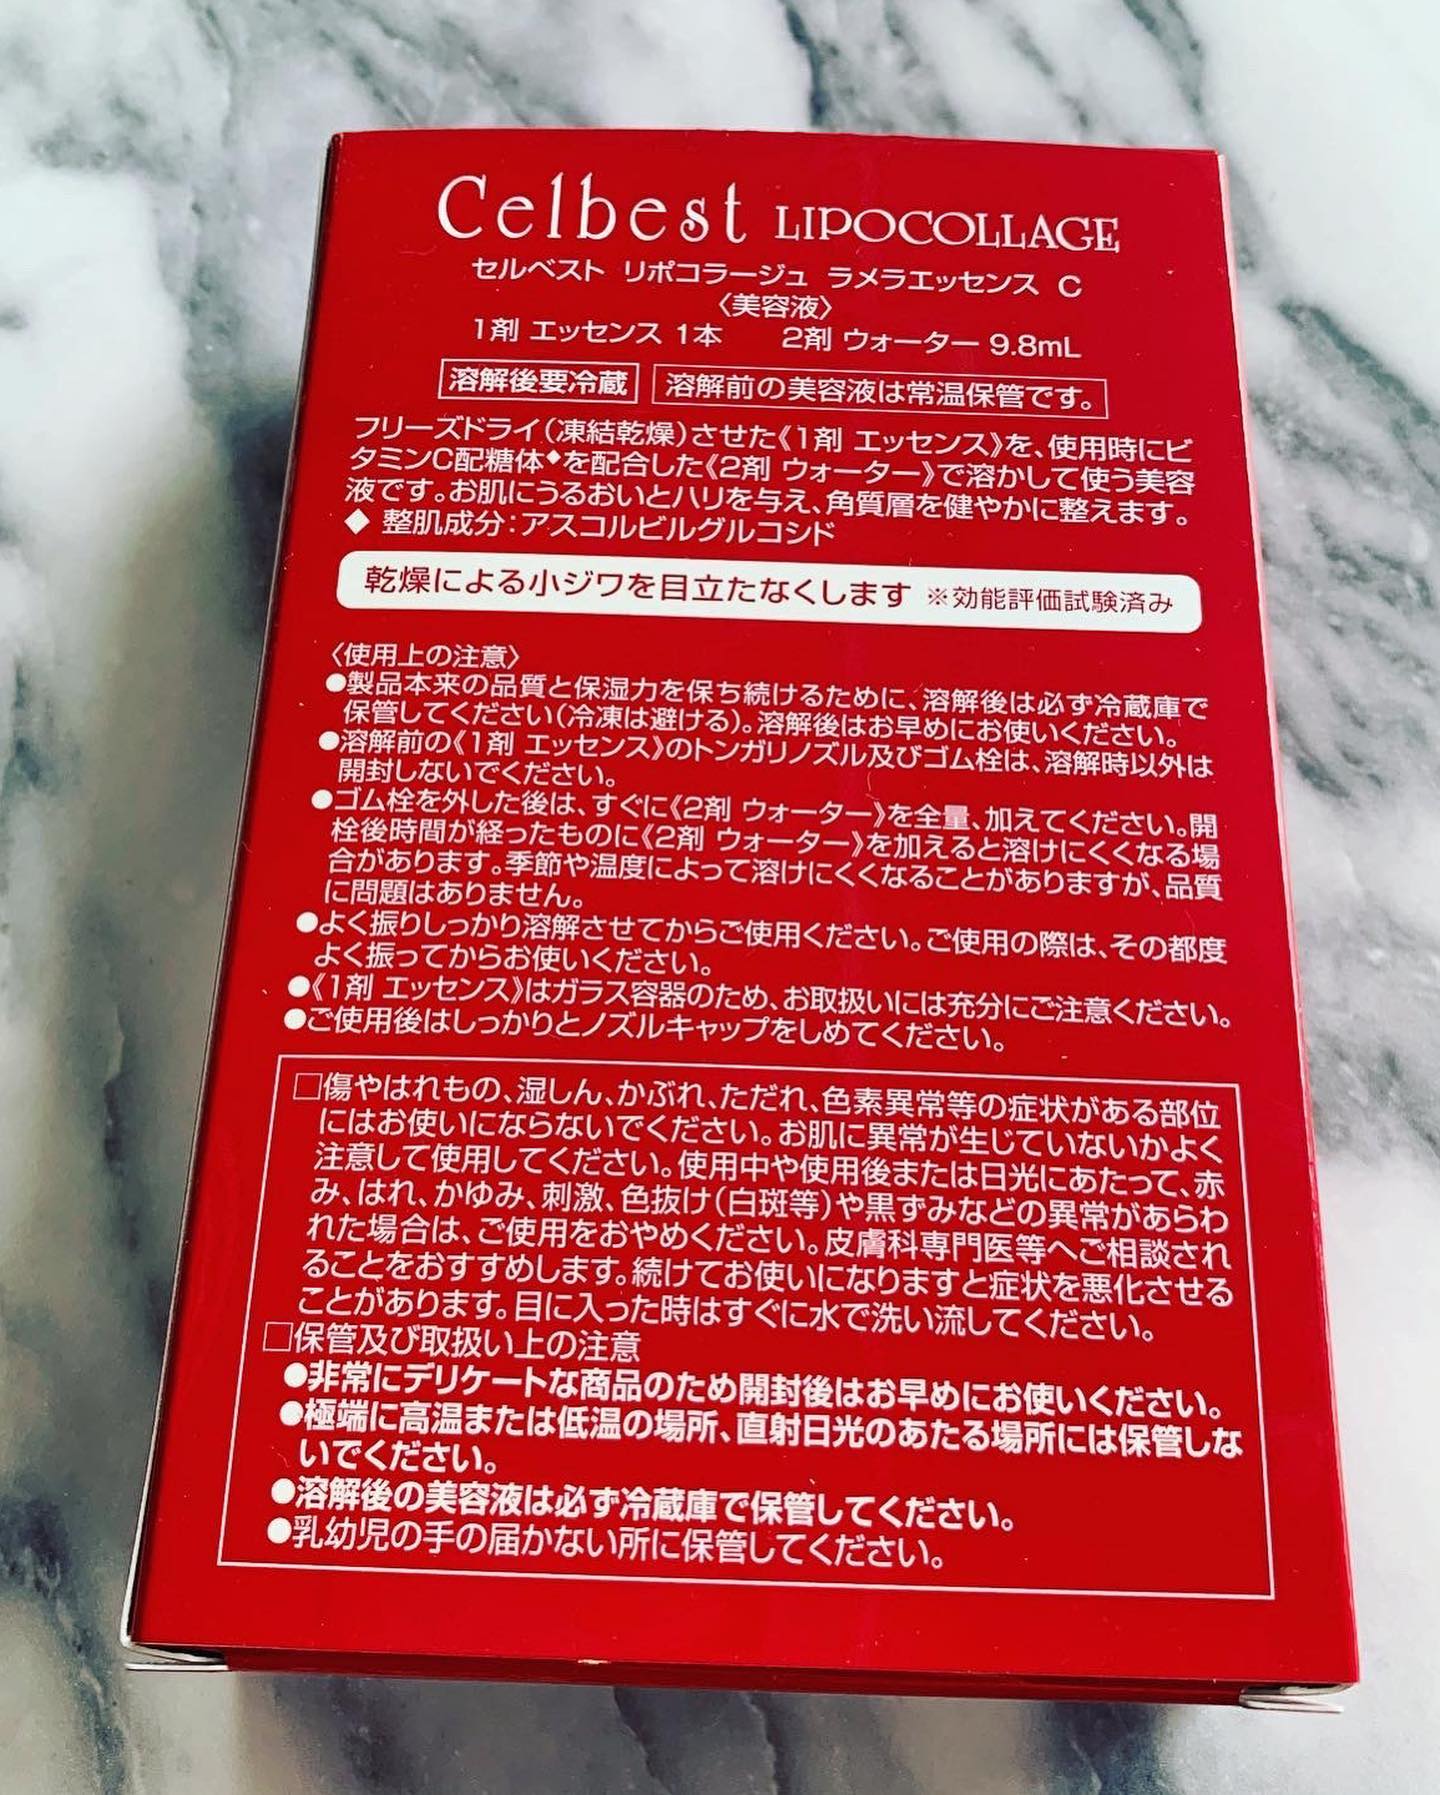 Celbest LIPOCOLLAGE
セルベスト リポコラージュ ラメラエッセンス C
〈美容液〉
1剤 エッセンス 1本 2剤 ウォーター 9.8mL
溶解後要冷蔵 溶解前の美容液は常温保管です。
フリーズドライ(凍結乾燥)させた《1剤 エッセンス》を、使用時にビ
タミンC配糖体◆を配合した《2剤 ウォーター》で溶かして使う美容
液です。お肌にうるおいとハリを与え、角質層を健やかに整えます。
◆ 整肌成分：アスコルビルグルコシド
乾燥による小ジワを目立たなくします ※効能評価試験済み
〈使用上の注意〉
●製品本来の品質と保湿力を保ち続けるために、溶解後は必ず冷蔵庫で
保管してください(冷凍は避ける)。溶解後はお早めにお使いください。
●溶解前の《1剤 エッセンス》のトンガリノズル及びゴム栓は、溶解時以外は
開封しないでください。
●ゴム栓を外した後は、すぐに《2剤 ウォーター》を全量、加えてください。開
栓後時間が経ったものに《2剤 ウォーター》を加えると溶けにくくなる場
合があります。季節や温度によって溶けにくくなることがありますが、品質
に問題はありません。
●よく振りしっかり溶解させてからご使用ください。ご使用の際は、その都度
よく振ってからお使いください。
●《1剤 エッセンス》はガラス容器のため、お取扱いには充分にご注意ください。
●ご使用後はしっかりとノズルキャップをしめてください。
□傷やはれもの、湿しん、かぶれ、ただれ、色素異常等の症状がある部位
にはお使いにならないでください。お肌に異常が生じていないかよく
注意して使用してください。使用中や使用後または日光にあたって、赤
み、はれ、かゆみ、刺激、色抜け(白斑等)や黒ずみなどの異常があらわ
れた場合は、ご使用をおやめください。皮膚科専門医等へご相談され
ることをおすすめします。続けてお使いになりますと症状を悪化させる
ことがあります。目に入った時はすぐに水で洗い流してください。
□保管及び取扱い上の注意
●非常にデリケートな商品のため開封後はお早めにお使いください。
●極端に高温または低温の場所、直射日光のあたる場所には保管しな
いでください。
●溶解後の美容液は必ず冷蔵庫で保管してください。
●乳幼児の手の届かない所に保管してください。